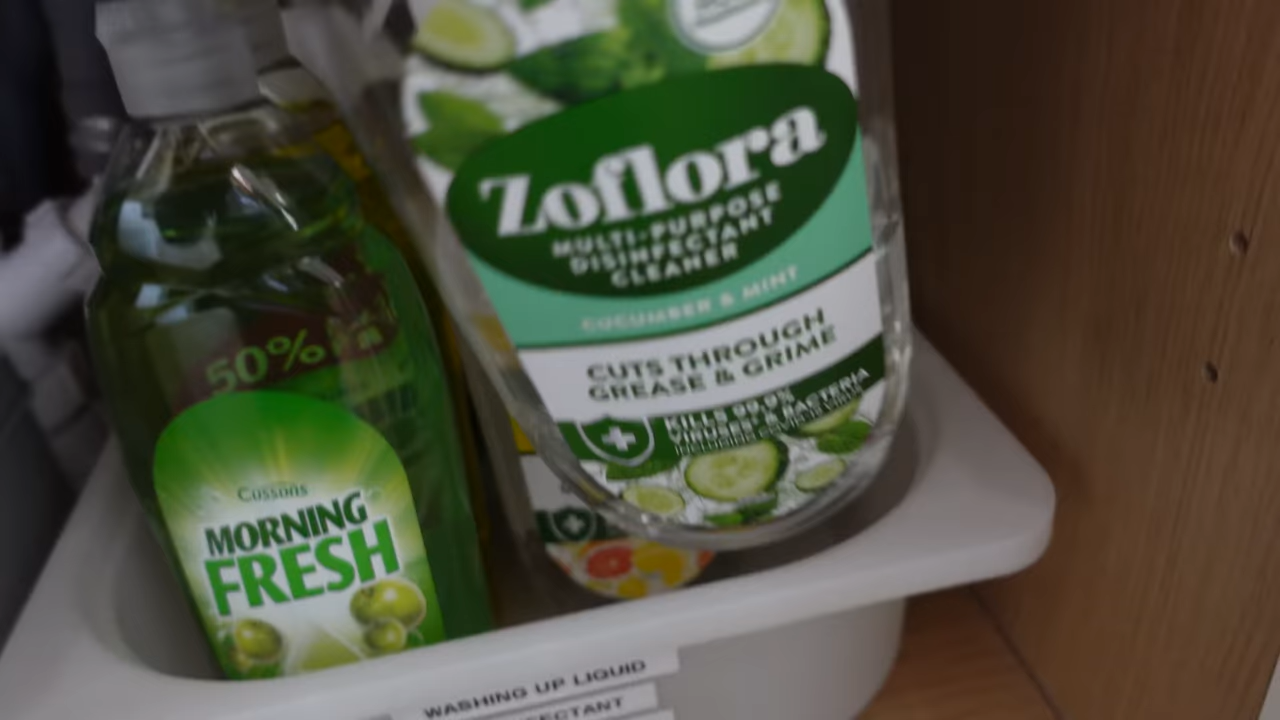 50%
Cussons
MORNING
FRESH
Zoflora
MULTI-PURPOSE
DISINFECTANT
CLEANER
CUCUMBER & MINT
CUTS THROUGH
GREASE & GRIME
KILLS 99.9%
VIRUSES & BACTERIA
WASHING UP LIQUID